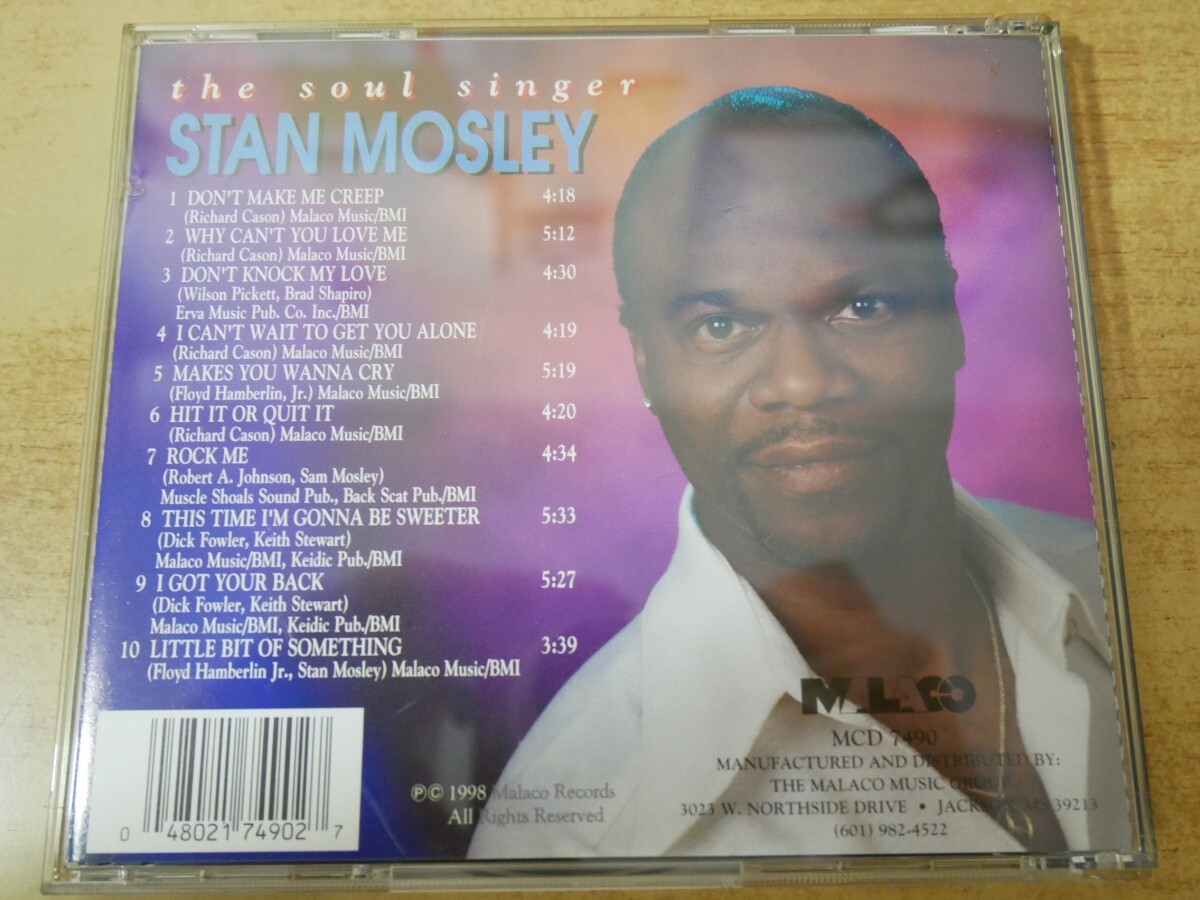 the soul singer
STAN MOSLEY
1 DON'T MAKE ME CREEP 4:18
(Richard Cason) Malaco Music/BMI
2 WHY CAN'T YOU LOVE ME 5:12
(Richard Cason) Malaco Music/BMI
3 DON'T KNOCK MY LOVE 4:30
(Wilson Pickett, Brad Shapiro)
Erva Music Pub. Co. Inc./BMI
4 I CAN'T WAIT TO GET YOU ALONE 4:19
(Richard Cason) Malaco Music/BMI
5 MAKES YOU WANNA CRY 5:19
(Floyd Hamberlin, Jr.) Malaco Music/BMI
6 HIT IT OR QUIT IT 4:20
(Richard Cason) Malaco Music/BMI
7 ROCK ME 4:34
(Robert A. Johnson, Sam Mosley)
Muscle Shoals Sound Pub., Back Scat Pub./BMI
8 THIS TIME I'M GONNA BE SWEETER 5:33
(Dick Fowler, Keith Stewart)
Malaco Music/BMI, Keidic Pub./BMI
9 I GOT YOUR BACK 5:27
(Dick Fowler, Keith Stewart)
Malaco Music/BMI, Keidic Pub./BMI
10 LITTLE BIT OF SOMETHING 3:39
(Floyd Hamberlin Jr., Stan Mosley) Malaco Music/BMI
0 48021 74902 7
℗© 1998 Malaco Records
All Rights Reserved
MALACO
MCD 7490
MANUFACTURED AND DISTRIBUTED BY:
THE MALACO MUSIC GROUP
3023 W. NORTHSIDE DRIVE • JACKSON, MS 39213
(601) 982-4522